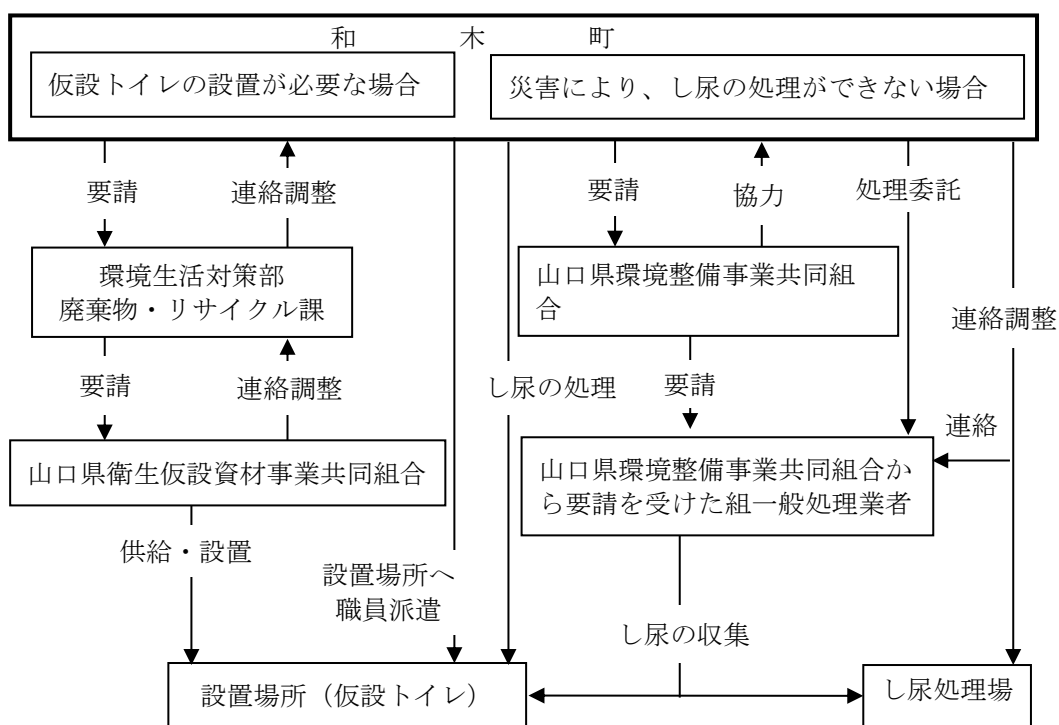 和　木　町
仮設トイレの設置が必要な場合
災害により、し尿の処理ができない場合
要請
連絡調整
要請
協力
処理委託
環境生活対策部
廃棄物・リサイクル課
山口県環境整備事業共同組
合
連絡調整
要請
連絡調整
し尿の処理
要請
連絡
山口県衛生仮設資材事業共同組合
山口県環境整備事業共同組合か
ら要請を受けた組一般処理業者
供給・設置
設置場所へ
職員派遣
し尿の収集
設置場所（仮設トイレ）
し尿処理場